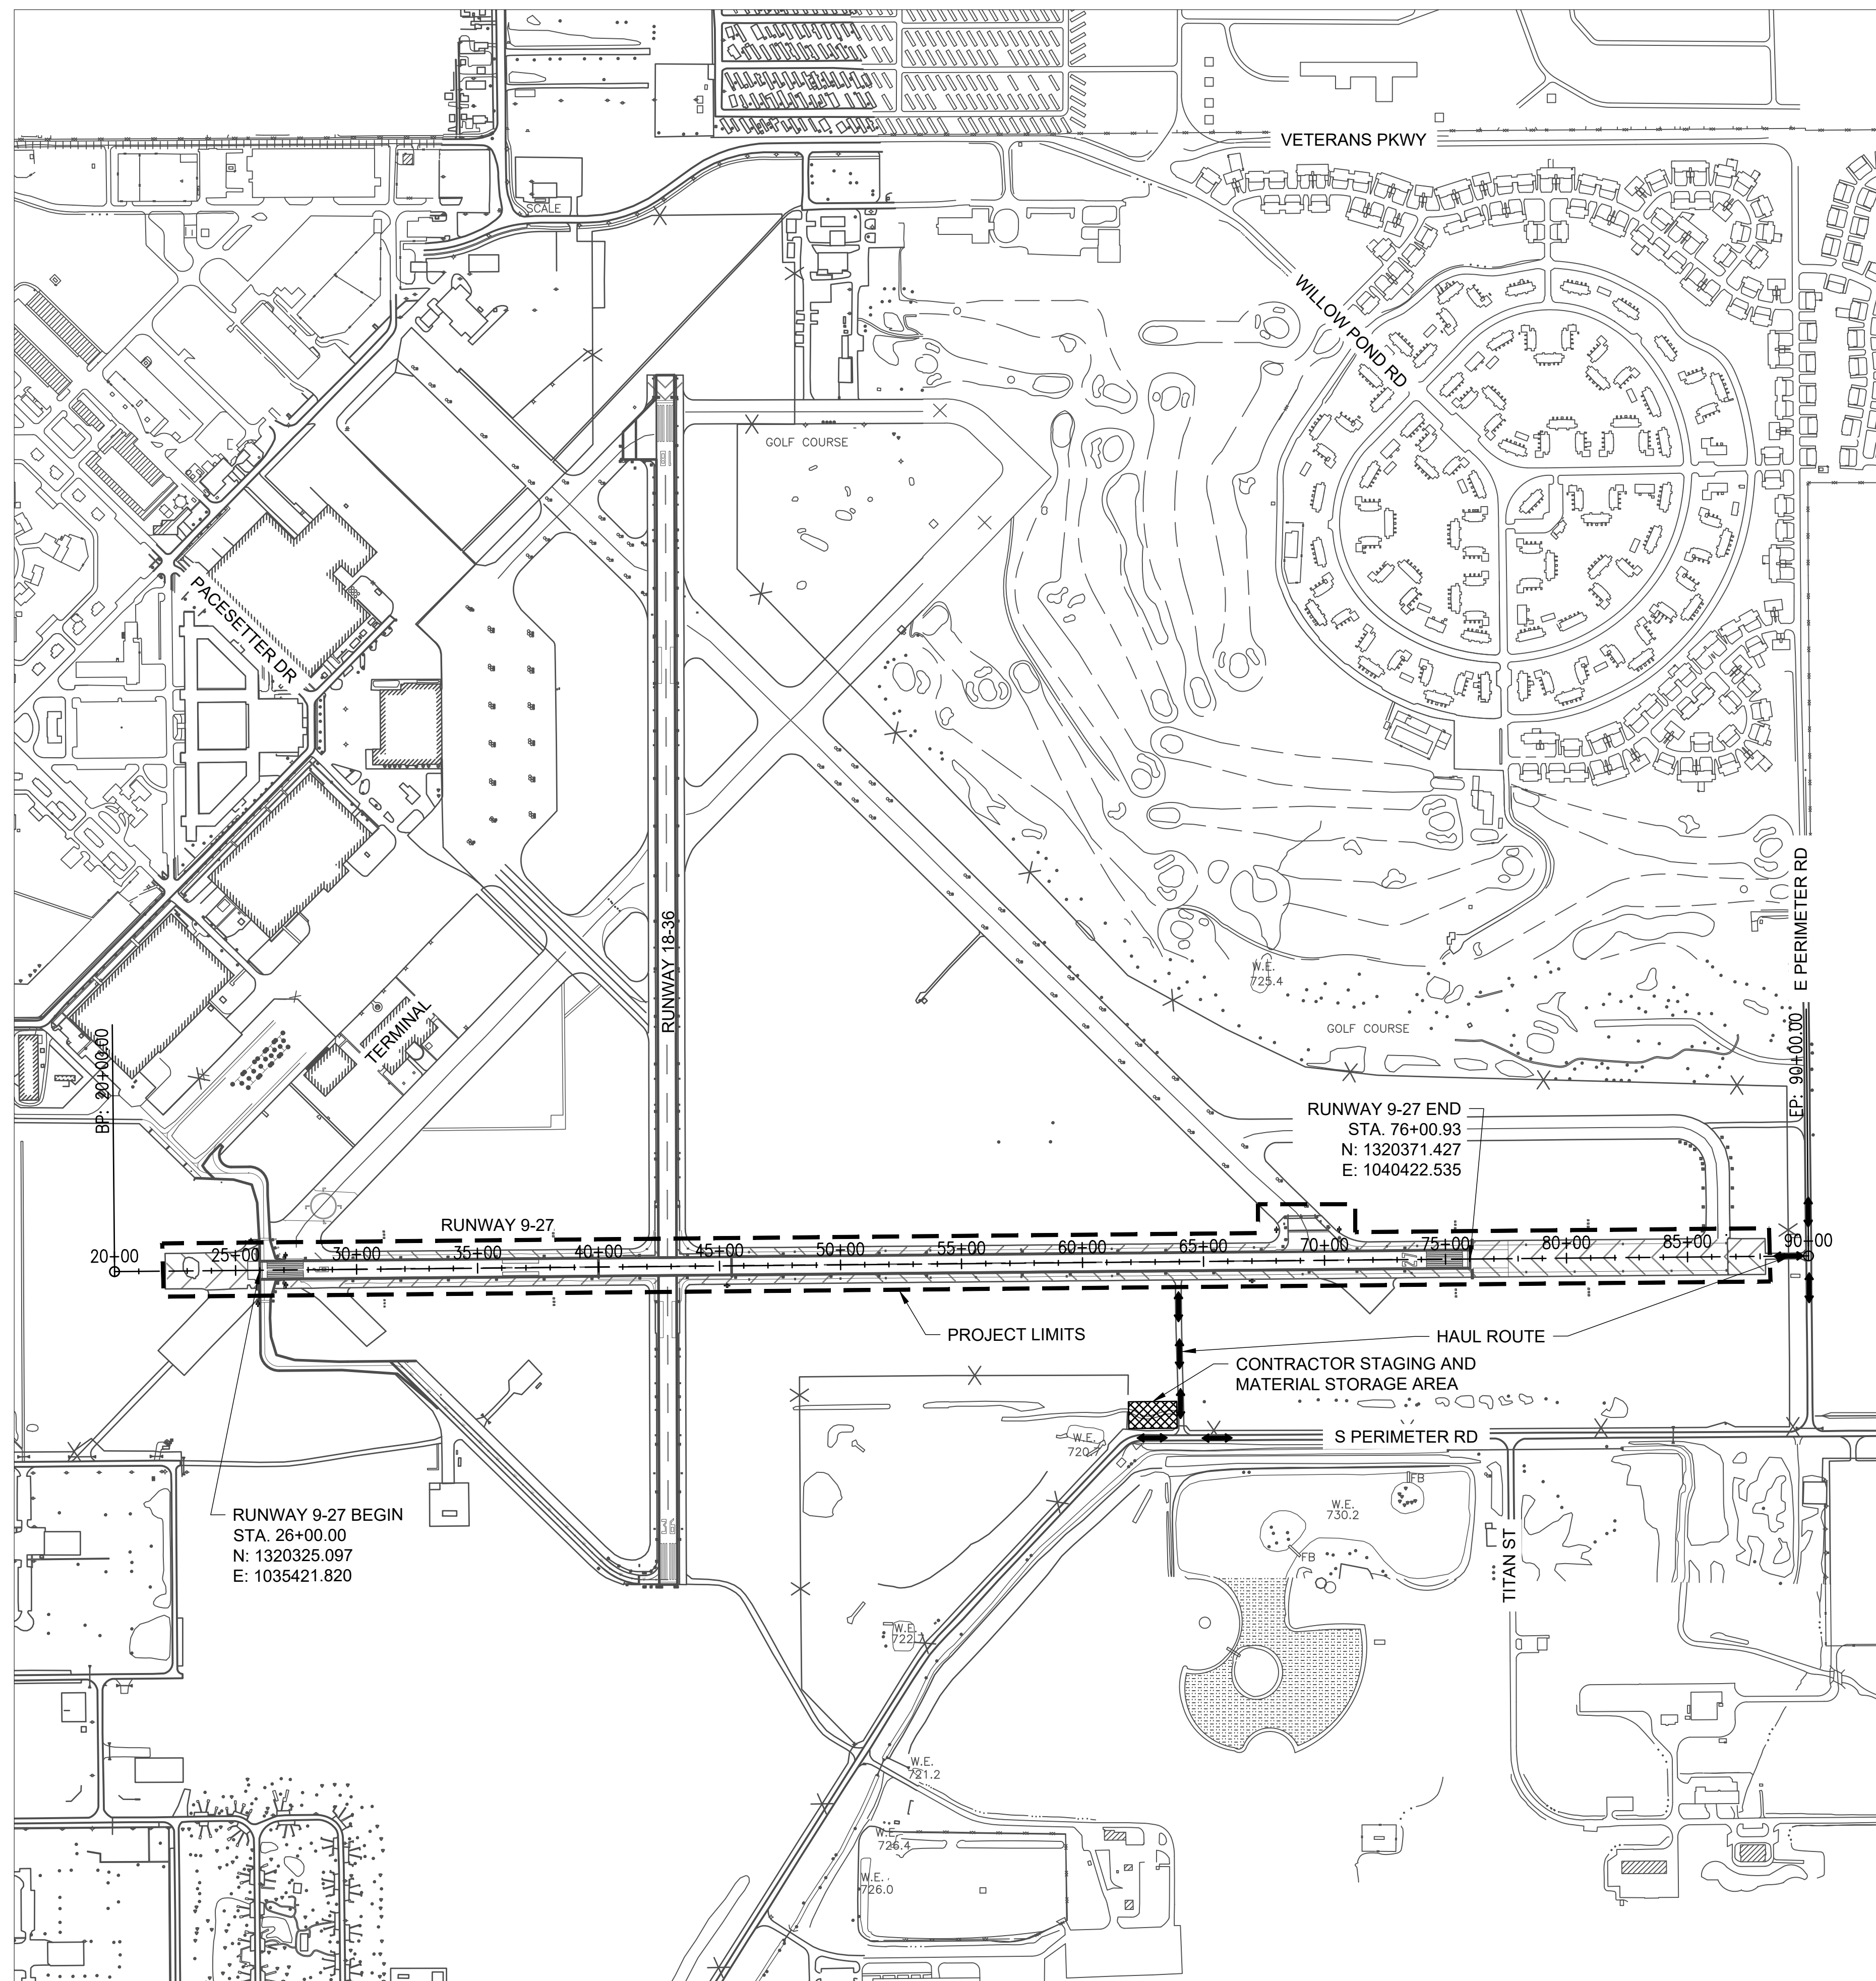 VETERANS PKWY
SCALE
WILLOW POND RD
GOLF COURSE
PACESETTER DR
E PERIMETER RD
RUNWAY 18-36
W.E.
725.4
TERMINAL
GOLF COURSE
BP: 20+00.00
EP: 90+00.00
RUNWAY 9-27 END
STA. 76+00.93
N: 1320371.427
E: 1040422.535
RUNWAY 9-27
20+00
25+00
30+00
35+00
40+00
45+00
50+00
55+00
60+00
65+00
70+00
75+00
80+00
85+00
90+00
27
PROJECT LIMITS
HAUL ROUTE
CONTRACTOR STAGING AND
MATERIAL STORAGE AREA
S PERIMETER RD
W.E.
720.7
FB
W.E.
730.2
RUNWAY 9-27 BEGIN
STA. 26+00.00
N: 1320325.097
E: 1035421.820
36
FB
TITAN ST
W.E.
722.7
W.E.
721.2
W.E.
726.4
W.E.
726.0